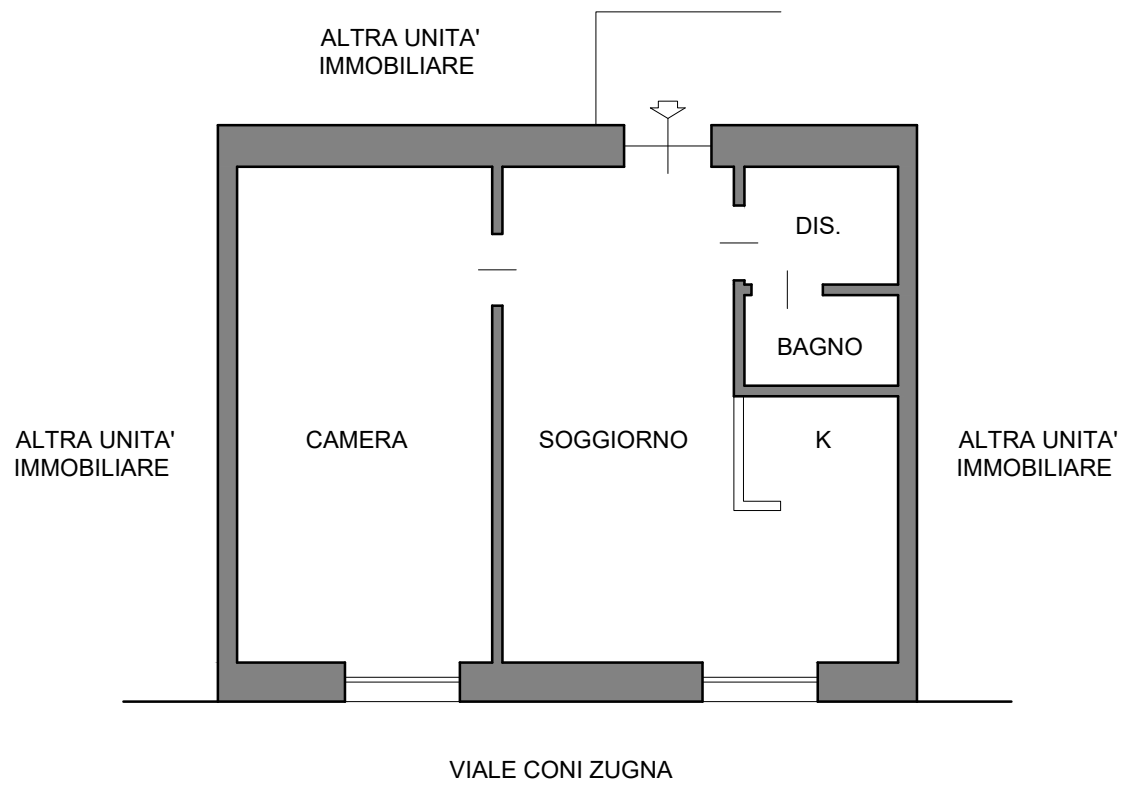 ALTRA UNITA'
IMMOBILIARE
DIS.
BAGNO
ALTRA UNITA'
IMMOBILIARE
CAMERA
SOGGIORNO
K
ALTRA UNITA'
IMMOBILIARE
VIALE CONI ZUGNA